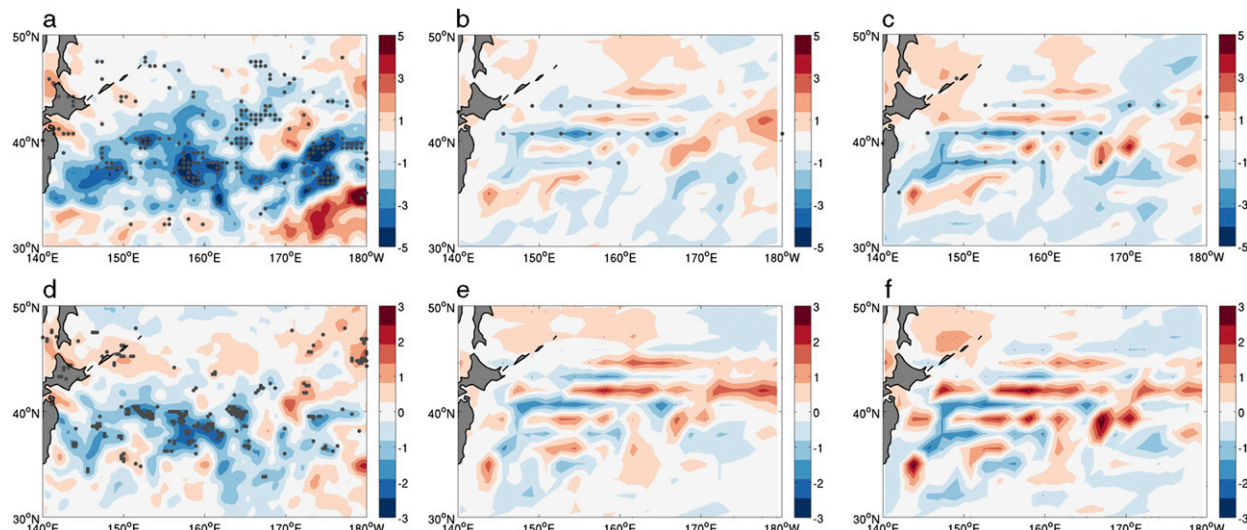 a b c
50°N 5 50°N 5 50°N 5
3 3 3
40°N 1 40°N 1 40°N 1
-1 -1 -1
-3 -3 -3
30°N -5 30°N -5 30°N -5
140°E 150°E 160°E 170°E 180°W 140°E 150°E 160°E 170°E 180°W 140°E 150°E 160°E 170°E 180°W
d e f
50°N 3 50°N 3 50°N 3
2 2 2
1 1 1
40°N 0 40°N 0 40°N 0
-1 -1 -1
-2 -2 -2
30°N -3 30°N -3 30°N -3
140°E 150°E 160°E 170°E 180°W 140°E 150°E 160°E 170°E 180°W 140°E 150°E 160°E 170°E 180°W